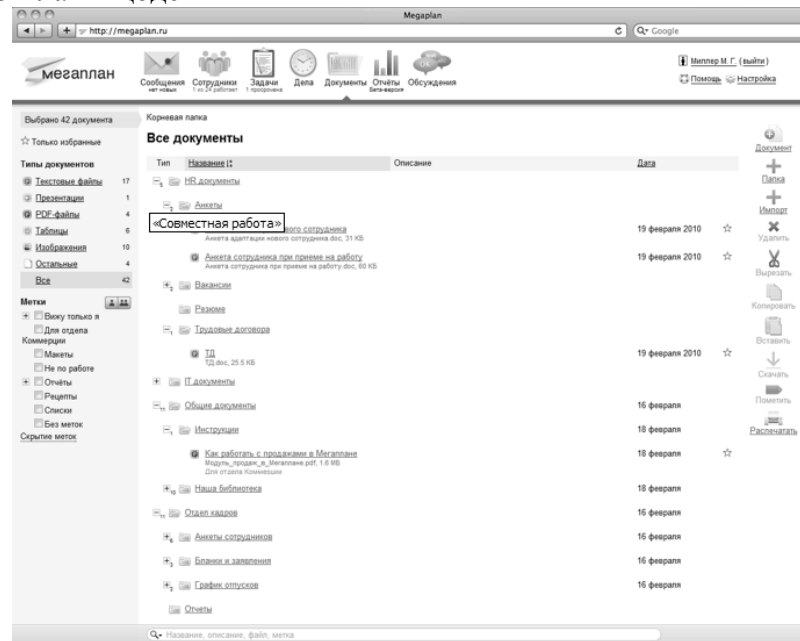 Megaplan
http://megaplan.ru
Google
мегаплан
Сообщения
нет новых
Сотрудники
1 из 24 работает
Задачи
1 просрочена
Дела
Документы
Отчёты
Бета-версия
Обсуждения
Миллер М. Г. (выйти)
Помощь
Настройка
Выбрано 42 документа
Корневая папка
Только избранные
Все документы
Типы документов
Текстовые файлы 17
Презентации 1
PDF-файлы 4
Таблицы 6
Изображения 10
Остальные 4
Все 42
Метки
Вижу только я
Для отдела
Коммерции
Макеты
Не по работе
Отчёты
Рецепты
Списки
Без меток
Скрытие меток
Тип Название Описание Дата
HR документы
Анкеты
«Совместная работа»
вого сотрудника 19 февраля 2010
Анкета адаптации нового сотрудника.doc, 31 КБ
Анкета сотрудника при приеме на работу 19 февраля 2010
Анкета сотрудника при приеме на работу.doc, 60 КБ
Вакансии
Резюме
Трудовые договора
ТД 19 февраля 2010
ТД.doc, 25.5 КБ
IT документы
Общие документы 16 февраля
Инструкции 18 февраля
Как работать с продажами в Мегаплане 18 февраля
Модуль_продаж_в_Мегаплане.pdf, 1.6 МБ
Для отдела Коммерции
Наша библиотека 18 февраля
Отдел кадров 16 февраля
Анкеты сотрудников 16 февраля
Бланки и заявления 16 февраля
График отпусков 16 февраля
Отчеты
Документ
Папка
Импорт
Удалить
Вырезать
Копировать
Вставить
Скачать
Пометить
Распечатать
Название, описание, файл, метка